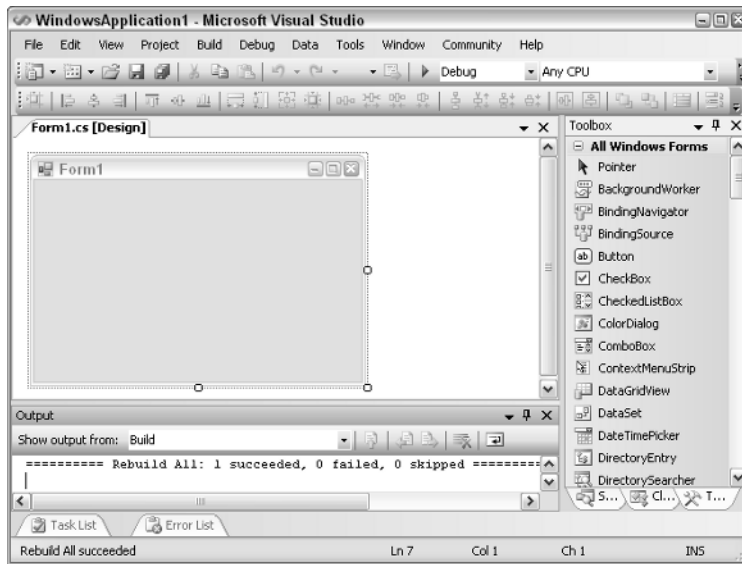 WindowsApplication1 - Microsoft Visual Studio
File Edit View Project Build Debug Data Tools Window Community Help
Debug Any CPU
Form1.cs [Design]
Form1
Toolbox
All Windows Forms
Pointer
BackgroundWorker
BindingNavigator
BindingSource
ab Button
CheckBox
CheckedListBox
ColorDialog
ComboBox
ContextMenuStrip
DataGridView
DataSet
DateTimePicker
DirectoryEntry
DirectorySearcher
S... Cl... T...
Output
Show output from: Build
========== Rebuild All: 1 succeeded, 0 failed, 0 skipped =========
Task List Error List
Rebuild All succeeded Ln 7 Col 1 Ch 1 INS